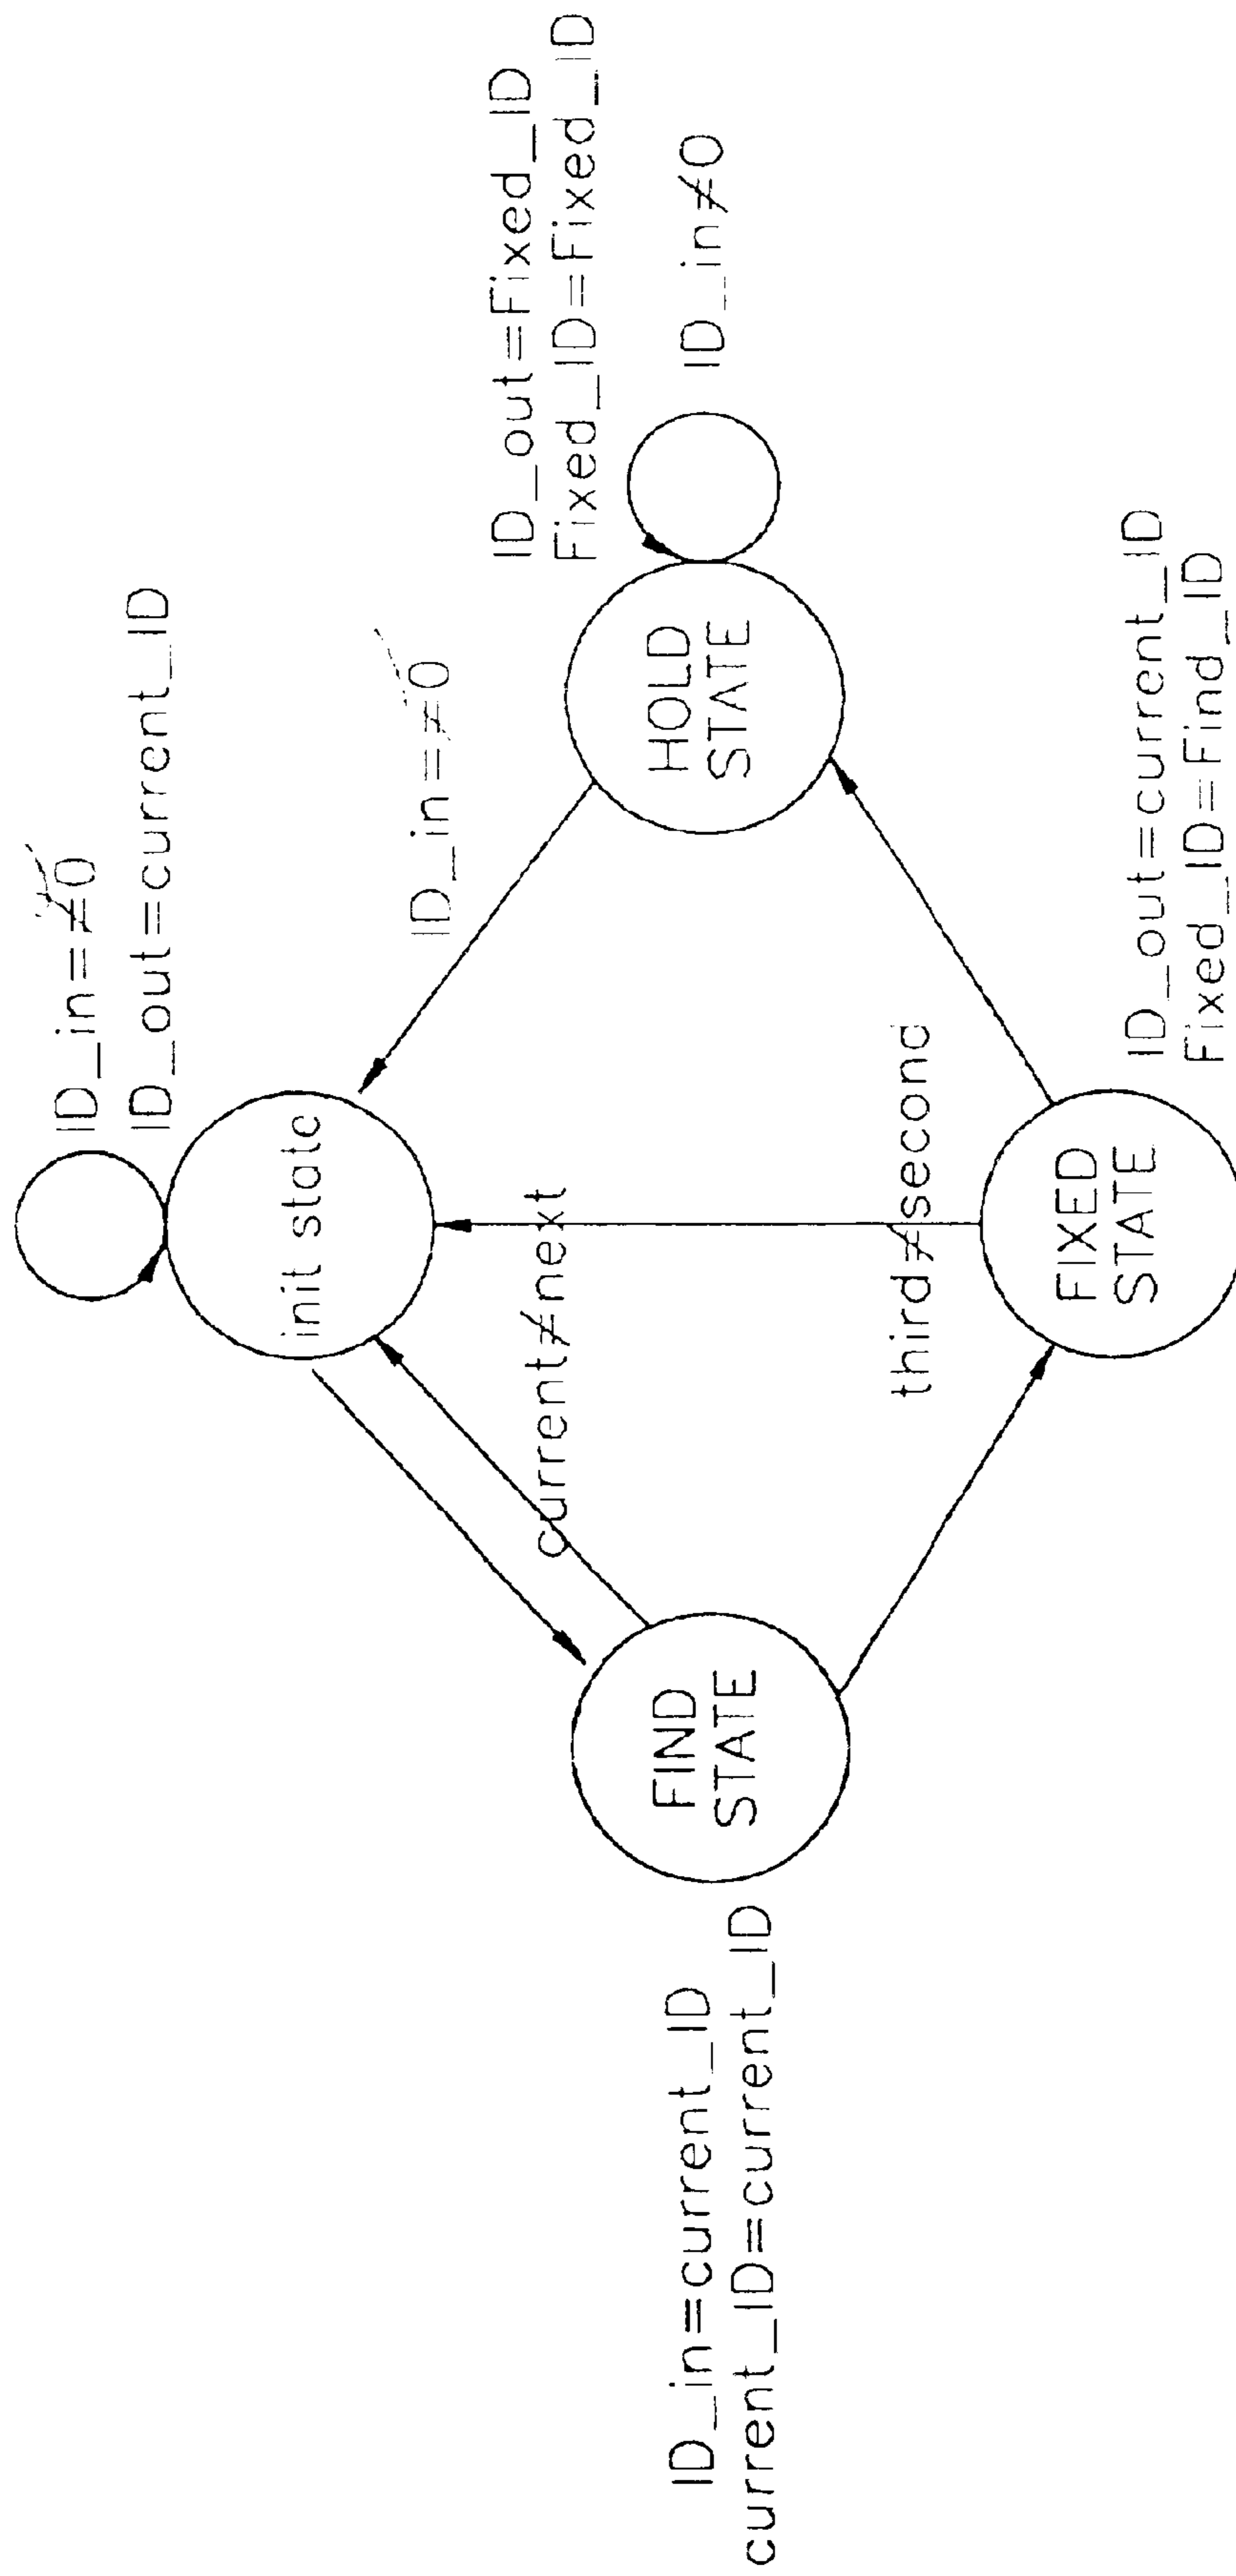 ID_in==≠0
ID_out=current_ID
init state
ID_in==≠0
ID_out=Fixed_ID
Fixed_ID=Fixed_ID
ID_in≠0
HOLD
STATE
current≠next
FIND
STATE
ID_in=current_ID
current_ID=current_ID
third≠second
FIXED
STATE
ID_out=current_ID
Fixed_ID=Find_ID